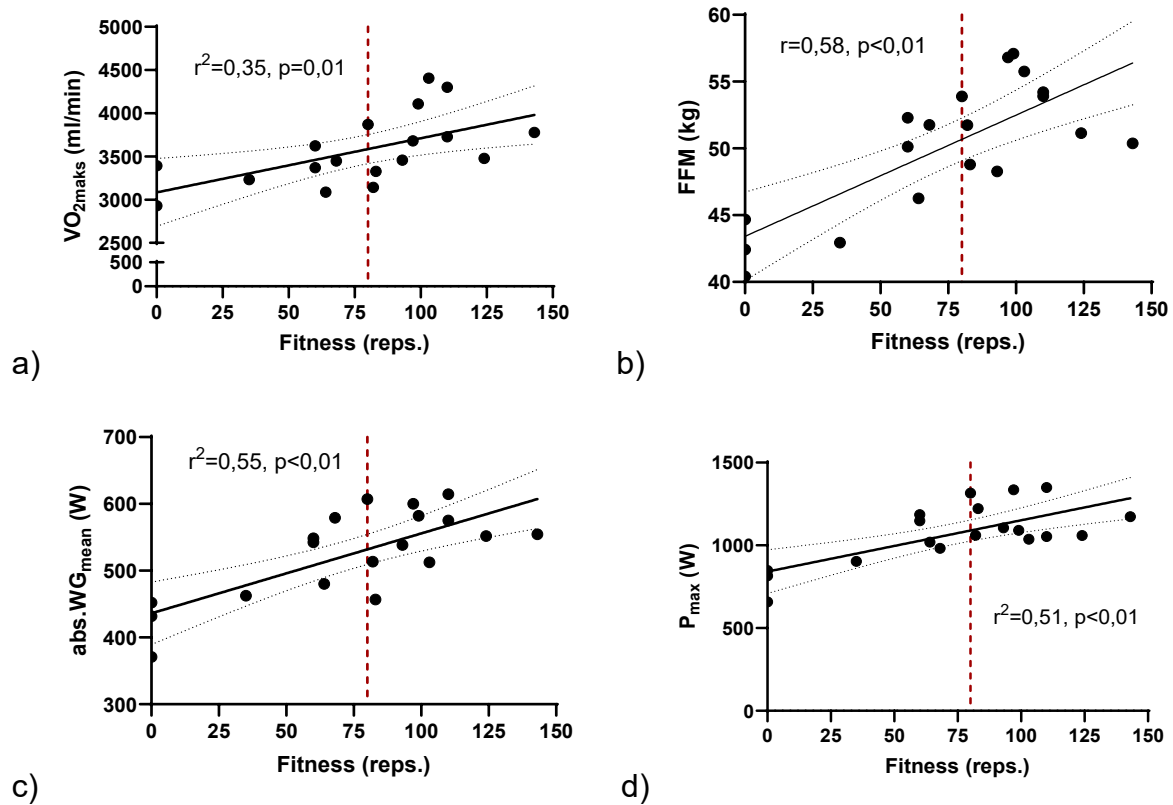 r²=0,35, p=0,01
VO₂maks (ml/min)
5000
4500
4000
3500
3000
2500
500
0
0 25 50 75 100 125 150
Fitness (reps.)
a)
r=0,58, p<0,01
FFM (kg)
60
55
50
45
40
0 25 50 75 100 125 150
Fitness (reps.)
b)
r²=0,55, p<0,01
abs.WGmean (W)
700
600
500
400
300
0 25 50 75 100 125 150
Fitness (reps.)
c)
Pmax (W)
1500
1000
500
0
r²=0,51, p<0,01
0 25 50 75 100 125 150
Fitness (reps.)
d)